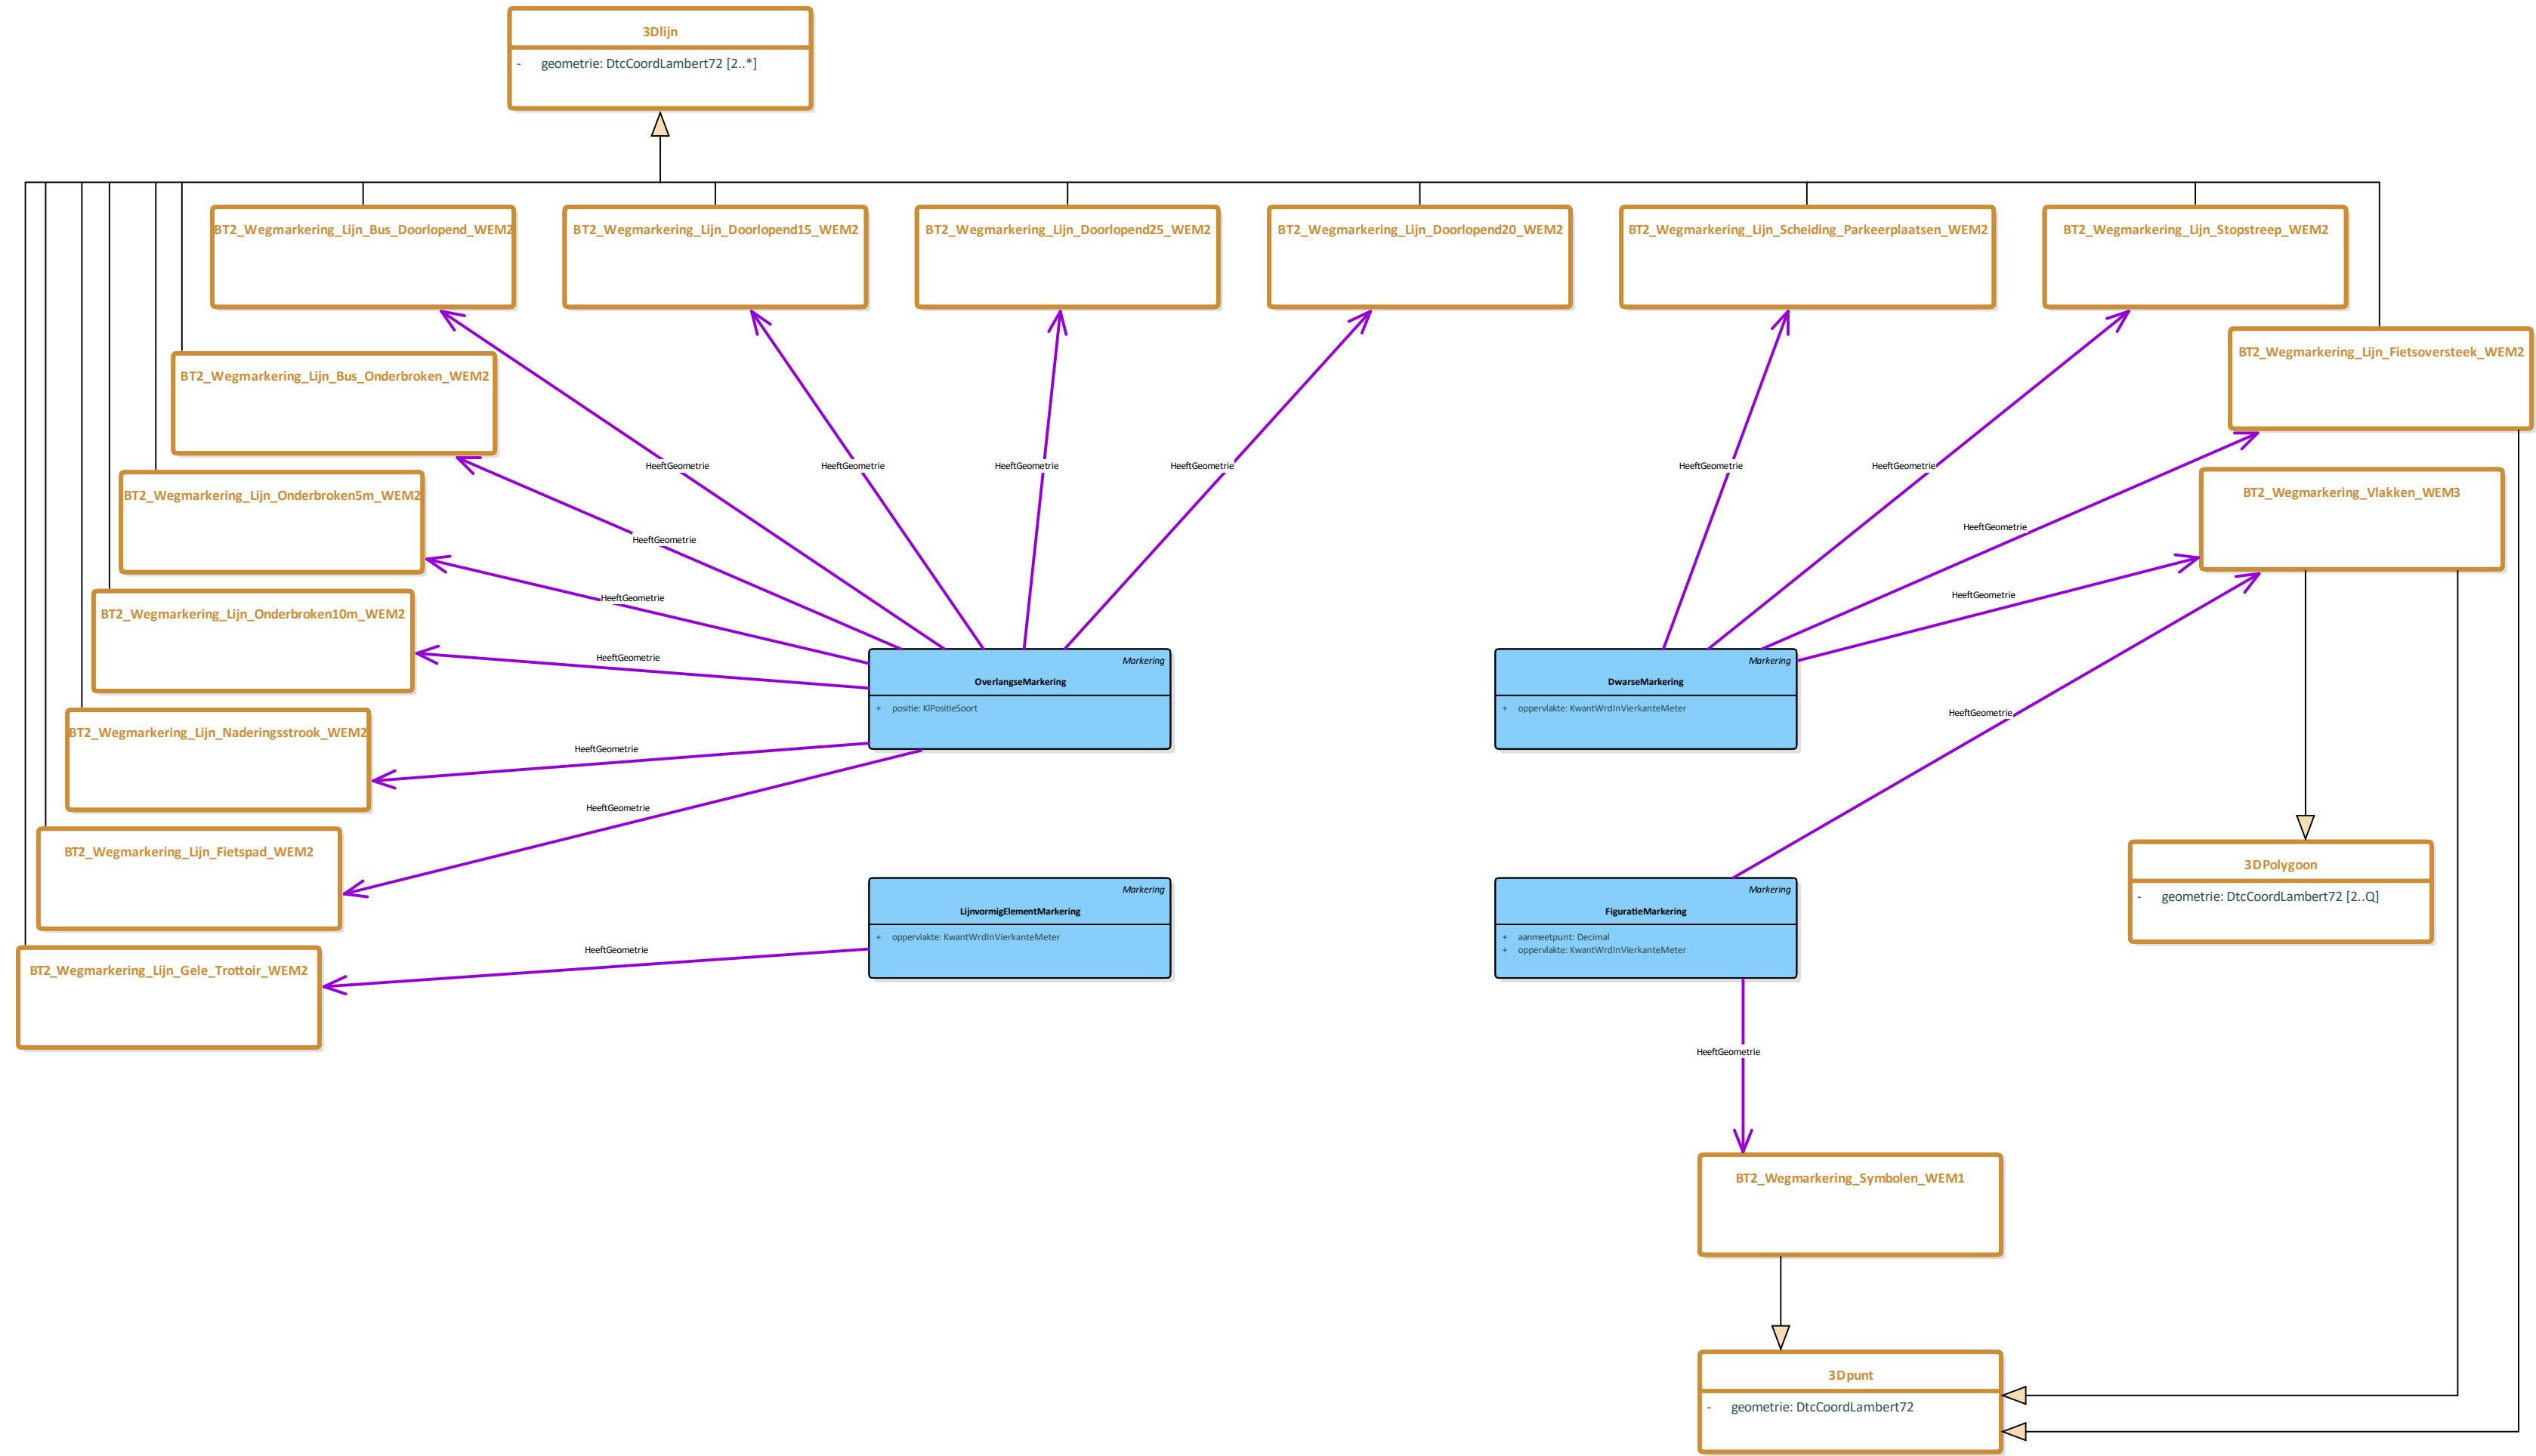 3Dlijn
- geometrie: DtcCoordLambert72 [2..*]
BT2_Wegmarkering_Lijn_Bus_Doorlopend_WEM2
BT2_Wegmarkering_Lijn_Doorlopend15_WEM2
BT2_Wegmarkering_Lijn_Doorlopend25_WEM2
BT2_Wegmarkering_Lijn_Doorlopend20_WEM2
BT2_Wegmarkering_Lijn_Scheiding_Parkeerplaatsen_WEM2
BT2_Wegmarkering_Lijn_Stopstreep_WEM2
BT2_Wegmarkering_Lijn_Fietsoversteek_WEM2
BT2_Wegmarkering_Lijn_Bus_Onderbroken_WEM2
HeeftGeometrie
HeeftGeometrie
HeeftGeometrie
HeeftGeometrie
HeeftGeometrie
HeeftGeometrie
BT2_Wegmarkering_Lijn_Onderbroken5m_WEM2
BT2_Wegmarkering_Vlakken_WEM3
HeeftGeometrie
HeeftGeometrie
HeeftGeometrie
HeeftGeometrie
BT2_Wegmarkering_Lijn_Onderbroken10m_WEM2
HeeftGeometrie
Markering
OverlangseMarkering
+ positie: KlPositieSoort
Markering
DwarseMarkering
+ oppervlakte: KwantWrdInVierkanteMeter
HeeftGeometrie
BT2_Wegmarkering_Lijn_Naderingsstrook_WEM2
HeeftGeometrie
HeeftGeometrie
BT2_Wegmarkering_Lijn_Fietspad_WEM2
3DPolygoon
- geometrie: DtcCoordLambert72 [2..Q]
Markering
LijnvormigElementMarkering
+ oppervlakte: KwantWrdInVierkanteMeter
Markering
FiguratieMarkering
+ aanmeetpunt: Decimal
+ oppervlakte: KwantWrdInVierkanteMeter
HeeftGeometrie
BT2_Wegmarkering_Lijn_Gele_Trottoir_WEM2
HeeftGeometrie
BT2_Wegmarkering_Symbolen_WEM1
3Dpunt
- geometrie: DtcCoordLambert72